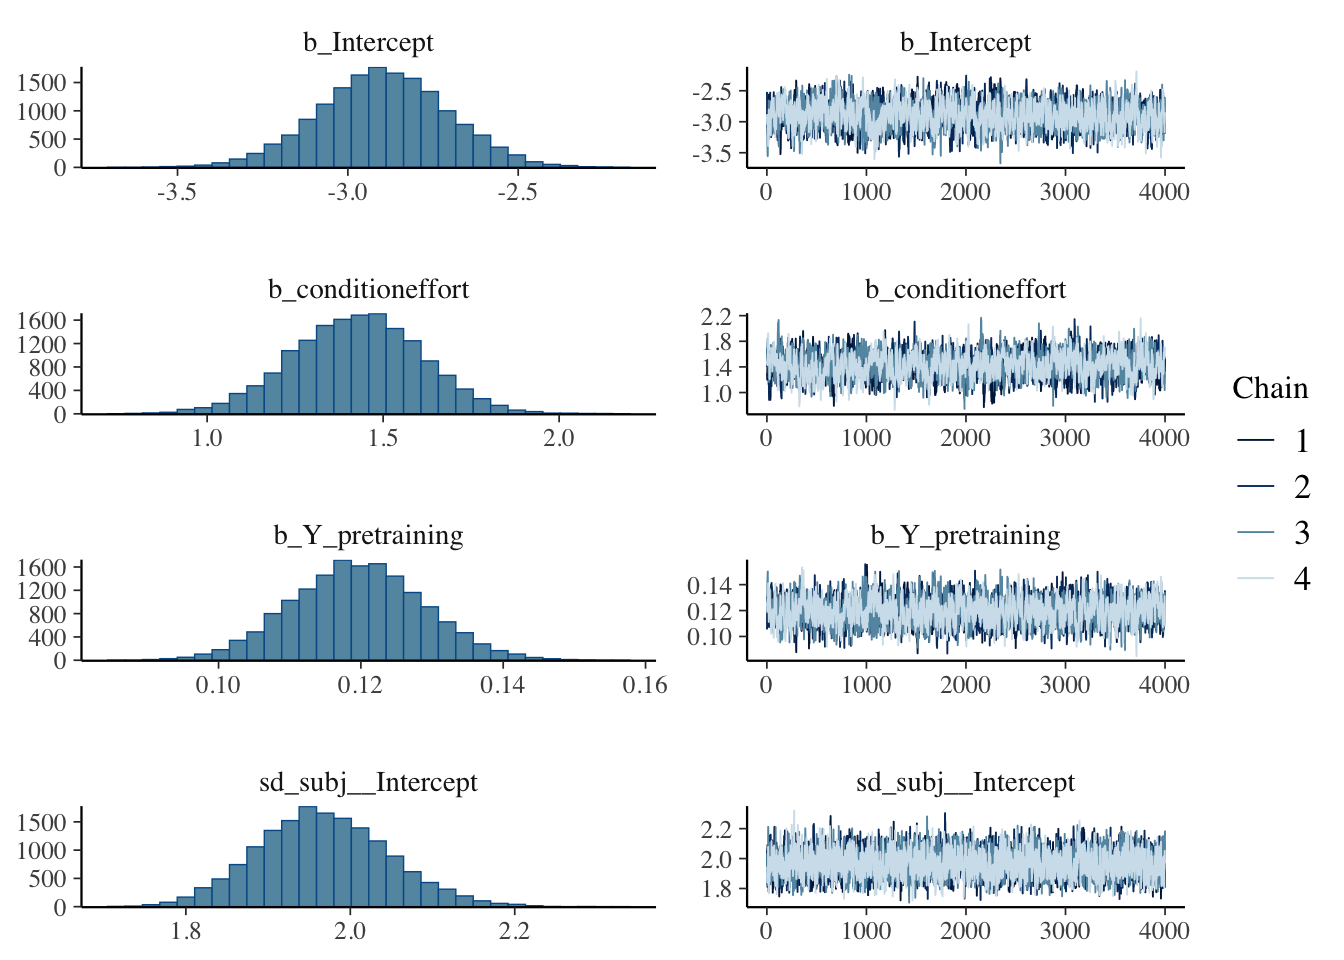 b_Intercept
1500
1000
500
0
-3.5 -3.0 -2.5
b_Intercept
-2.5
-3.0
-3.5
0 1000 2000 3000 4000
b_conditioneffort
1600
1200
800
400
0
1.0 1.5 2.0
b_conditioneffort
2.2
1.8
1.4
1.0
0 1000 2000 3000 4000
b_Y_pretraining
1600
1200
800
400
0
0.10 0.12 0.14 0.16
b_Y_pretraining
0.14
0.12
0.10
0 1000 2000 3000 4000
sd_subj__Intercept
1500
1000
500
0
1.8 2.0 2.2
sd_subj__Intercept
2.2
2.0
1.8
0 1000 2000 3000 4000
Chain
1
2
3
4